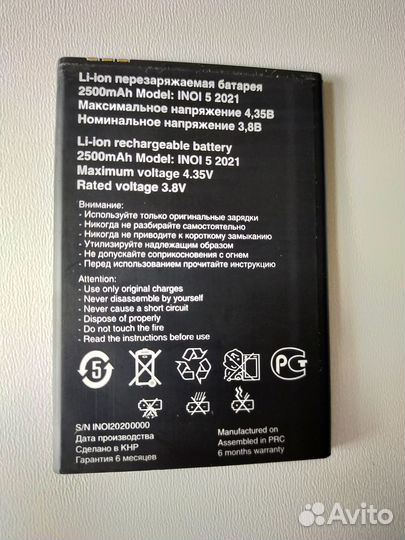 Li-ion перезаряжаемая батарея
2500mAh Model: INOI 5 2021
Максимальное напряжение 4,35В
Номинальное напряжение 3,8В
Li-ion rechargeable battery
2500mAh Model: INOI 5 2021
Maximum voltage 4.35V
Rated voltage 3.8V
Внимание:
- Используйте только оригинальные зарядки
- Никогда не разбирайте самостоятельно
- Никогда не приводите к короткому замыканию
- Утилизируйте надлежащим образом
- Не допускайте соприкосновения с огнем
- Перед использованием прочитайте инструкцию
Attention:
- Use only original charges
- Never disassemble by yourself
- Never cause a short circuit
- Dispose of properly
- Do not touch the fire
- Read the instructions before use
5
РСТ
S/N INOI20200000
Дата производства
Сделано в КНР
Гарантия 6 месяцев
Manufactured on
Assembled in PRC
6 months warranty
Avito